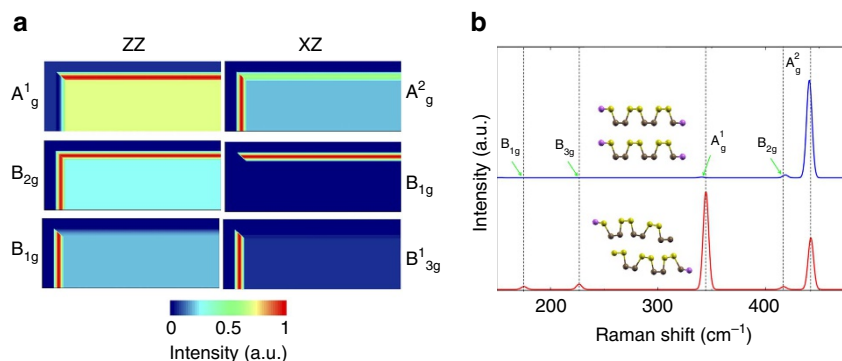 a
ZZ
XZ
A¹g
A²g
B2g
B1g
B1g
B¹3g
0
0.5
1
Intensity (a.u.)
b
Intensity (a.u.)
B1g
B3g
A¹g
B2g
A²g
200
300
400
Raman shift (cm⁻¹)